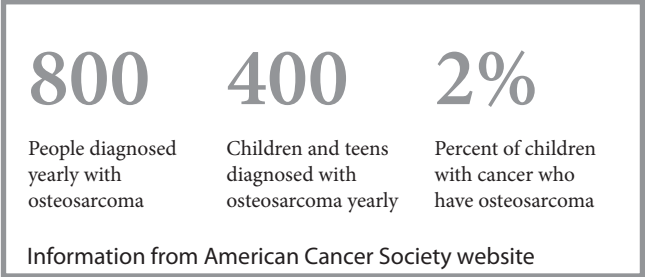 800
People diagnosed
yearly with
osteosarcoma
400
Children and teens
diagnosed with
osteosarcoma yearly
2%
Percent of children
with cancer who
have osteosarcoma
Information from American Cancer Society website